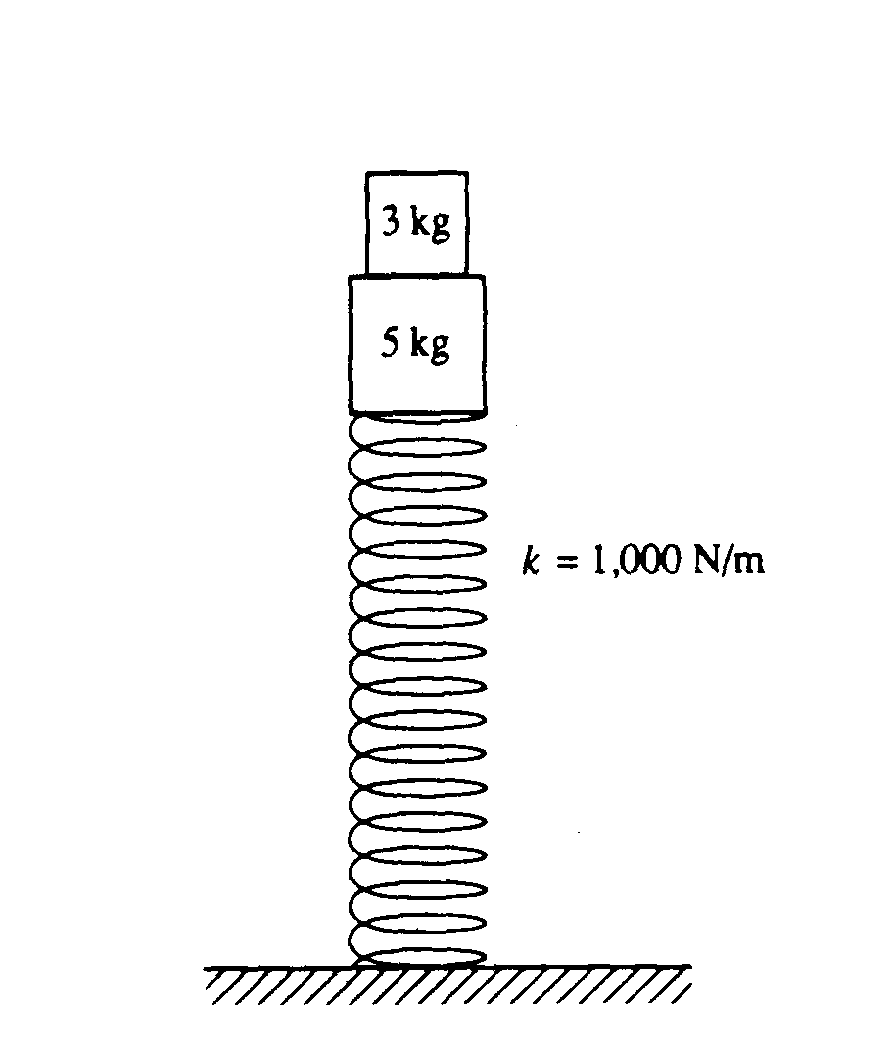 3 kg
5 kg
k = 1,000 N/m